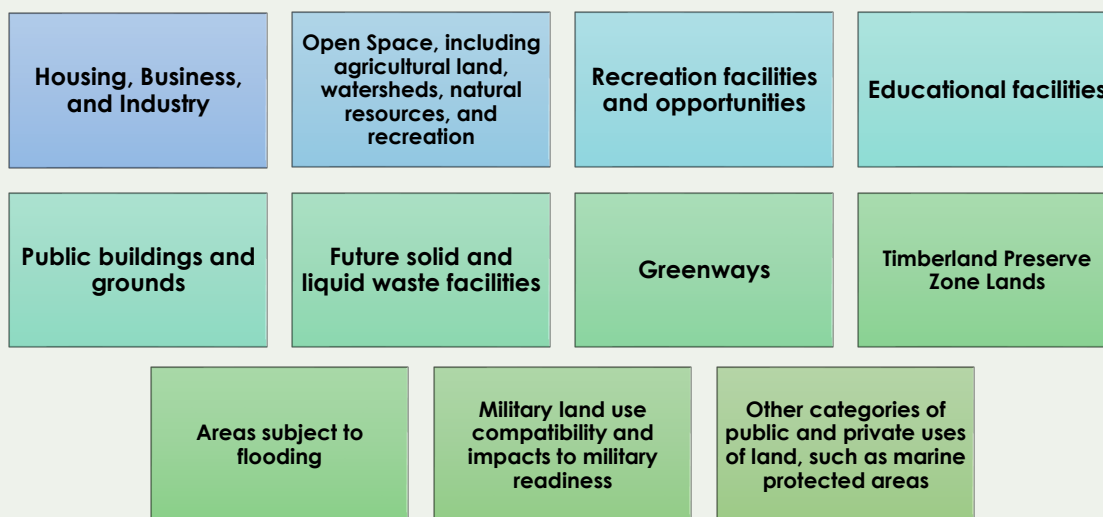 Housing, Business,
and Industry
Open Space, including
agricultural land,
watersheds, natural
resources, and
recreation
Recreation facilities
and opportunities
Educational facilities
Public buildings and
grounds
Future solid and
liquid waste facilities
Greenways
Timberland Preserve
Zone Lands
Areas subject to
flooding
Military land use
compatibility and
impacts to military
readiness
Other categories of
public and private uses
of land, such as marine
protected areas